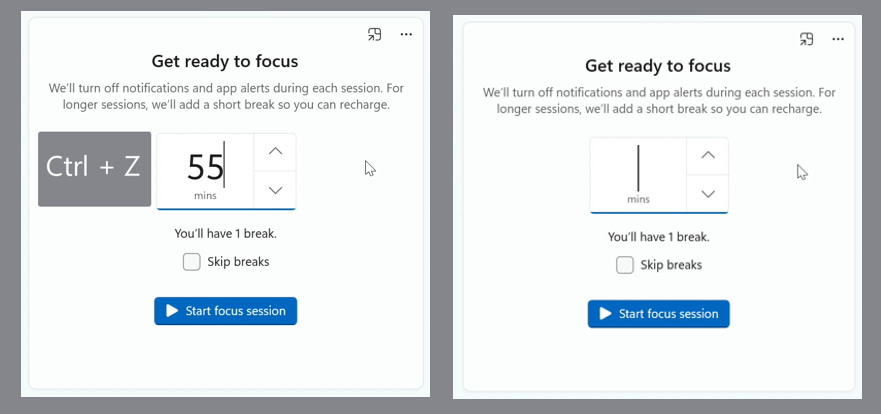 Get ready to focus
We'll turn off notifications and app alerts during each session. For
longer sessions, we'll add a short break so you can recharge.
Ctrl + Z
55
mins
You'll have 1 break.
Skip breaks
Start focus session
Get ready to focus
We'll turn off notifications and app alerts during each session. For
longer sessions, we'll add a short break so you can recharge.
mins
You'll have 1 break.
Skip breaks
Start focus session